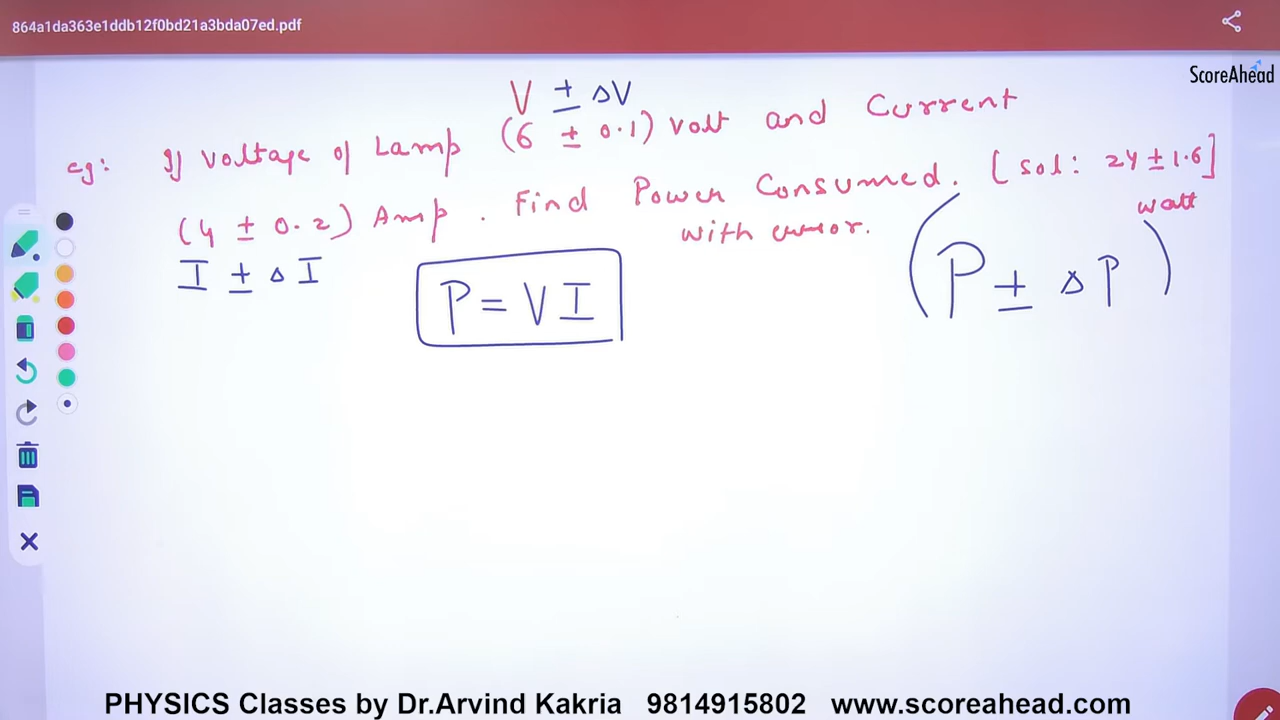 864a1da363e1ddb12f0bd21a3bda07ed.pdf
ScoreAhead
V ± ΔV
eg: If voltage of Lamp (6 ± 0.1) volt and Current
(4 ± 0.2) Amp. Find Power Consumed. [sol: 24 ± 1.6]
with error. watt
I ± ΔI
P = VI
(P ± ΔP)
PHYSICS Classes by Dr.Arvind Kakria 9814915802 www.scoreahead.com